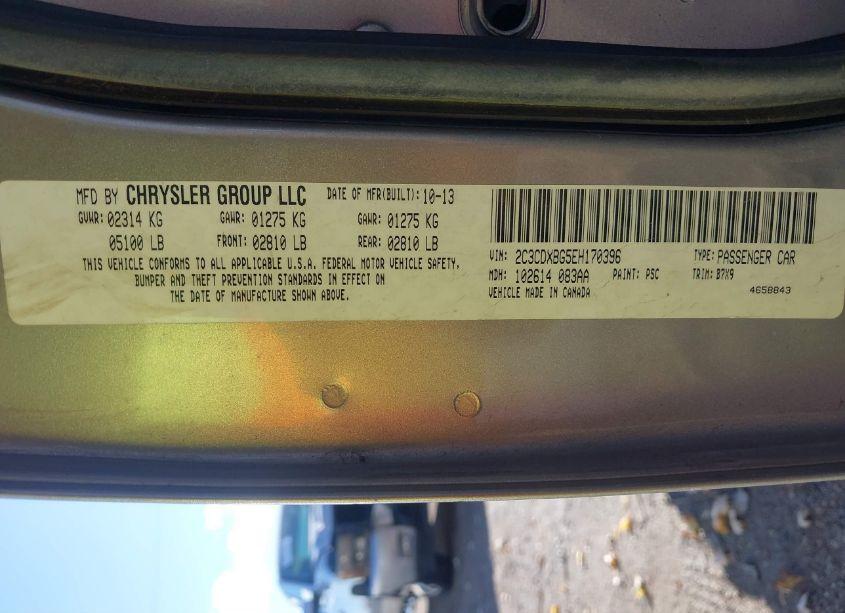 MFD BY CHRYSLER GROUP LLC DATE OF MFR(BUILT): 10-13
GVWR: 02314 KG GAWR: 01275 KG GAWR: 01275 KG
05100 LB FRONT: 02810 LB REAR: 02810 LB
THIS VEHICLE CONFORMS TO ALL APPLICABLE U.S.A. FEDERAL MOTOR VEHICLE SAFETY,
BUMPER AND THEFT PREVENTION STANDARDS IN EFFECT ON
THE DATE OF MANUFACTURE SHOWN ABOVE.
VIN: 2C3CDXBG5EH170396 TYPE: PASSENGER CAR
MDH: 102614 083AA PAINT: PSC TRIM: B7X9
VEHICLE MADE IN CANADA 4658843